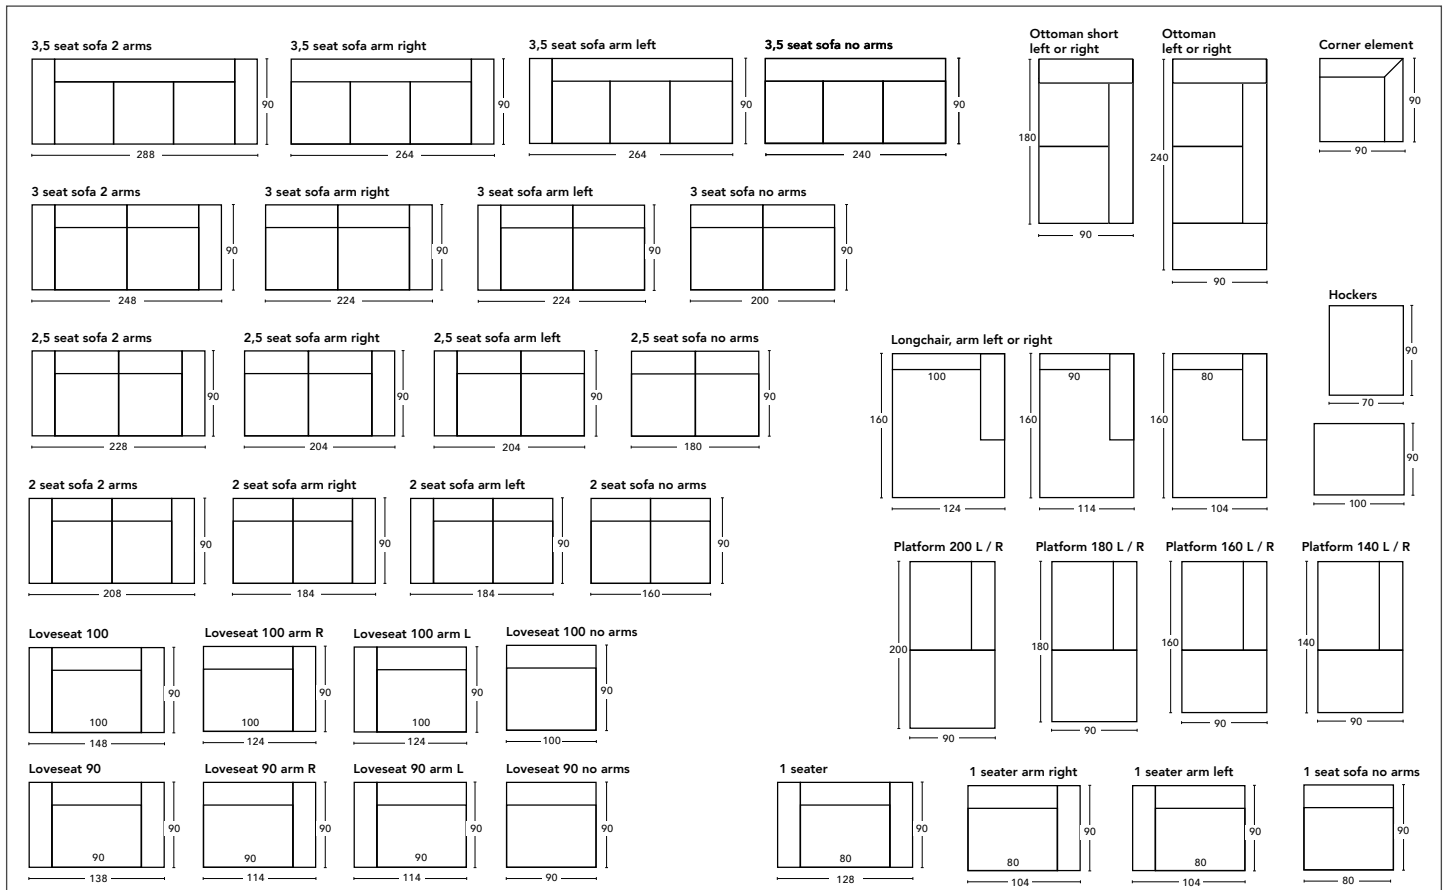 3,5 seat sofa 2 arms
90
288
3,5 seat sofa arm right
90
264
3,5 seat sofa arm left
90
264
3,5 seat sofa no arms
90
240
Ottoman short
left or right
180
90
Ottoman
left or right
240
90
Corner element
90
90
3 seat sofa 2 arms
90
248
3 seat sofa arm right
90
224
3 seat sofa arm left
90
224
3 seat sofa no arms
90
200
Hockers
90
70
90
100
2,5 seat sofa 2 arms
90
228
2,5 seat sofa arm right
90
204
2,5 seat sofa arm left
90
204
2,5 seat sofa no arms
90
180
Longchair, arm left or right
100
160
124
90
160
114
80
160
104
2 seat sofa 2 arms
90
208
2 seat sofa arm right
90
184
2 seat sofa arm left
90
184
2 seat sofa no arms
90
160
Platform 200 L / R
200
90
Platform 180 L / R
180
90
Platform 160 L / R
160
90
Platform 140 L / R
140
90
Loveseat 100
90
100
148
Loveseat 100 arm R
90
100
124
Loveseat 100 arm L
90
100
124
Loveseat 100 no arms
90
100
Loveseat 90
90
90
138
Loveseat 90 arm R
90
90
114
Loveseat 90 arm L
90
90
114
Loveseat 90 no arms
90
90
1 seater
90
80
128
1 seater arm right
90
80
104
1 seater arm left
90
80
104
1 seat sofa no arms
90
80